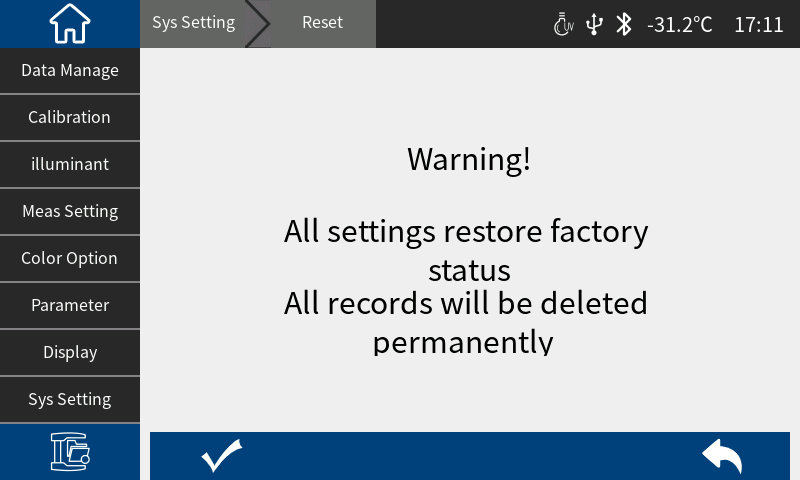 Sys Setting
Reset
UV
-31.2°C
17:11
Data Manage
Calibration
illuminant
Meas Setting
Color Option
Parameter
Display
Sys Setting
Warning!
All settings restore factory
status
All records will be deleted
permanently